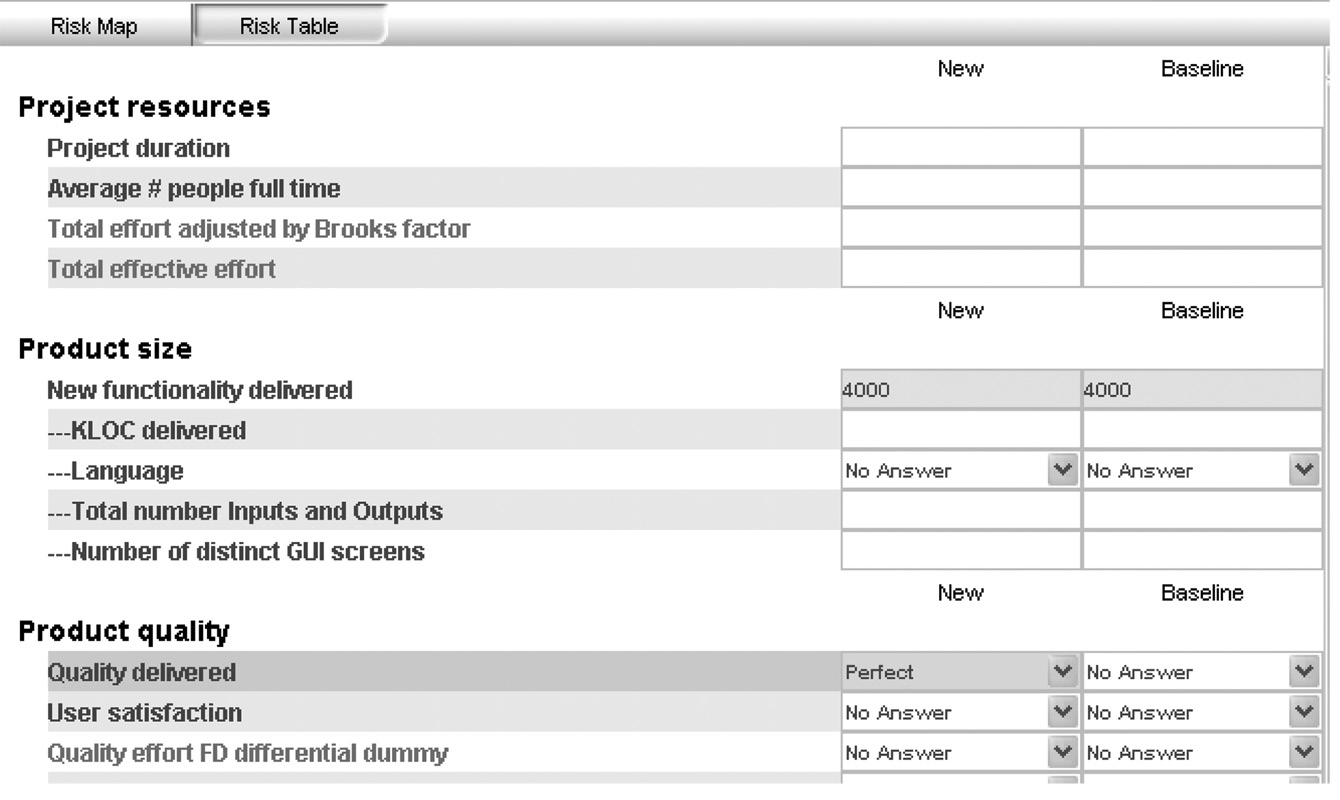 Risk Map Risk Table
New Baseline
Project resources
Project duration
Average # people full time
Total effort adjusted by Brooks factor
Total effective effort
New Baseline
Product size
New functionality delivered 4000 4000
---KLOC delivered
---Language No Answer No Answer
---Total number Inputs and Outputs
---Number of distinct GUI screens
New Baseline
Product quality
Quality delivered Perfect No Answer
User satisfaction No Answer No Answer
Quality effort FD differential dummy No Answer No Answer